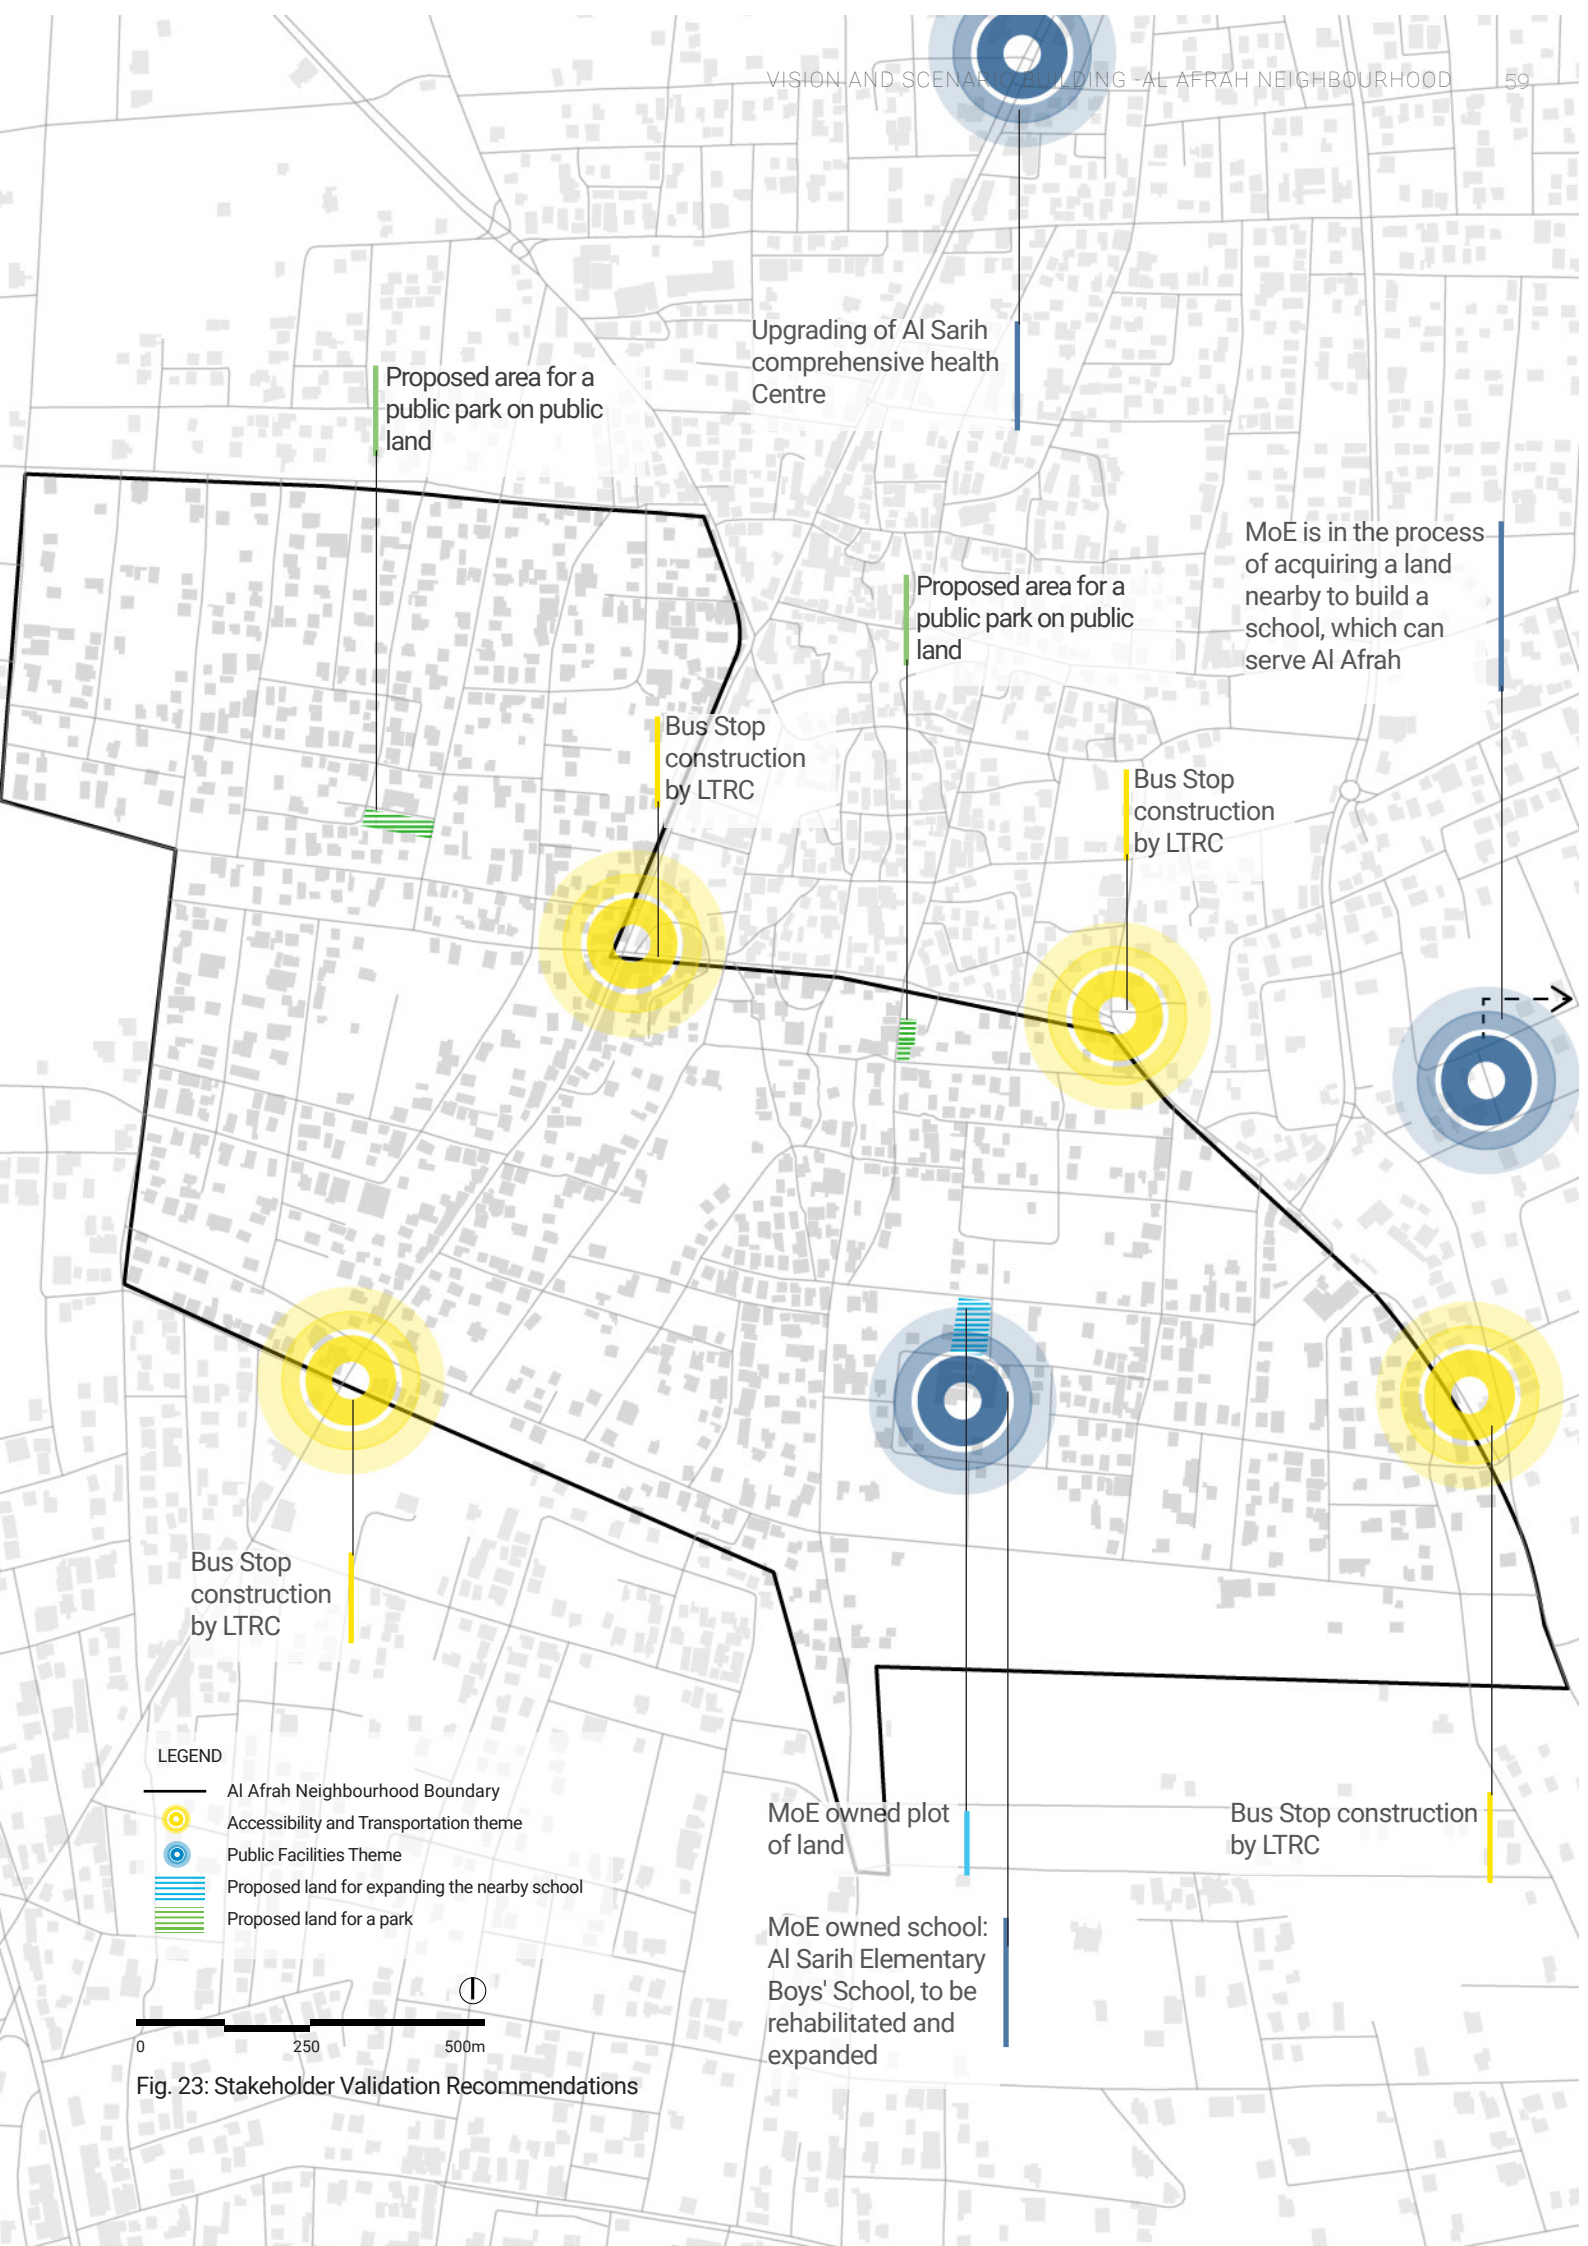 VISION AND SCENARIO BUILDING -AL AFRAH NEIGHBOURHOOD 59
Upgrading of Al Sarih
comprehensive health
Centre
Proposed area for a
public park on public
land
MoE is in the process
of acquiring a land
nearby to build a
school, which can
serve Al Afrah
Proposed area for a
public park on public
land
Bus Stop
construction
by LTRC
Bus Stop
construction
by LTRC
Bus Stop
construction
by LTRC
LEGEND
Al Afrah Neighbourhood Boundary
Accessibility and Transportation theme
Public Facilities Theme
Proposed land for expanding the nearby school
Proposed land for a park
MoE owned plot
of land
Bus Stop construction
by LTRC
MoE owned school:
Al Sarih Elementary
Boys' School, to be
rehabilitated and
expanded
0 250 500m
Fig. 23: Stakeholder Validation Recommendations